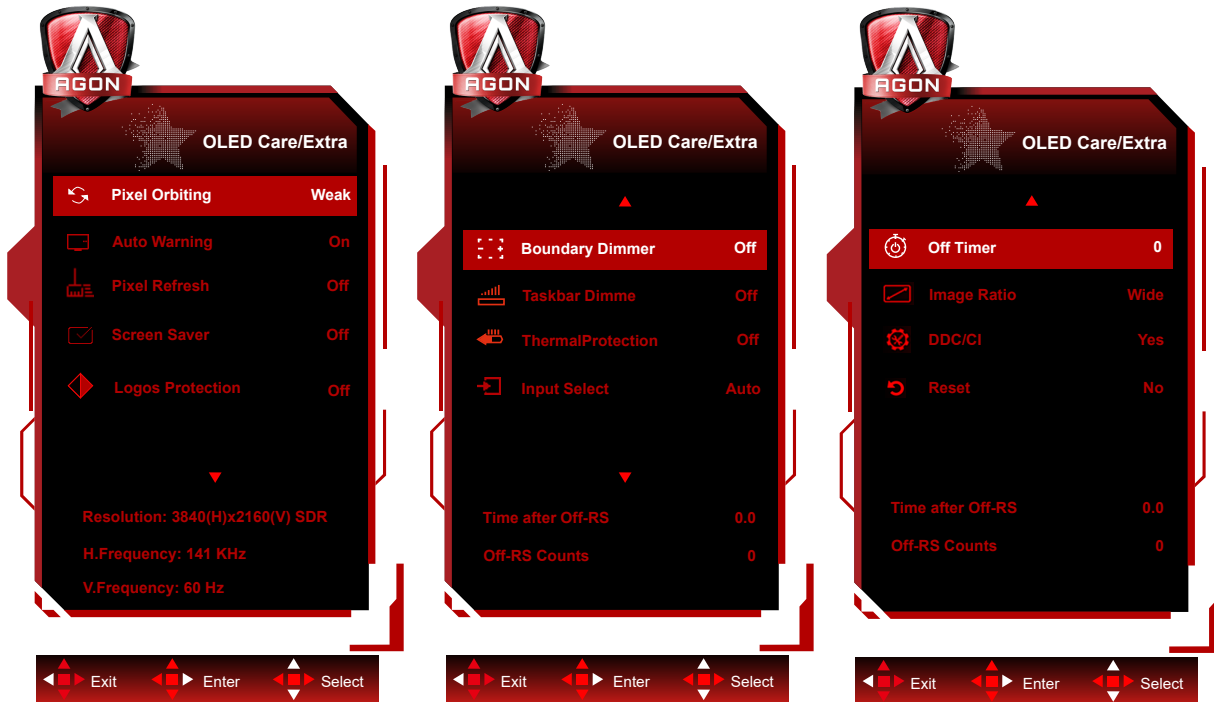 AGON
OLED Care/Extra
Pixel Orbiting Weak
Auto Warning On
Pixel Refresh Off
Screen Saver Off
Logos Protection Off
Resolution: 3840(H)x2160(V) SDR
H.Frequency: 141 KHz
V.Frequency: 60 Hz
Exit Enter Select
AGON
OLED Care/Extra
Boundary Dimmer Off
Taskbar Dimme Off
ThermalProtection Off
Input Select Auto
Time after Off-RS 0.0
Off-RS Counts 0
Exit Enter Select
AGON
OLED Care/Extra
Off Timer 0
Image Ratio Wide
DDC/CI Yes
Reset No
Time after Off-RS 0.0
Off-RS Counts 0
Exit Enter Select